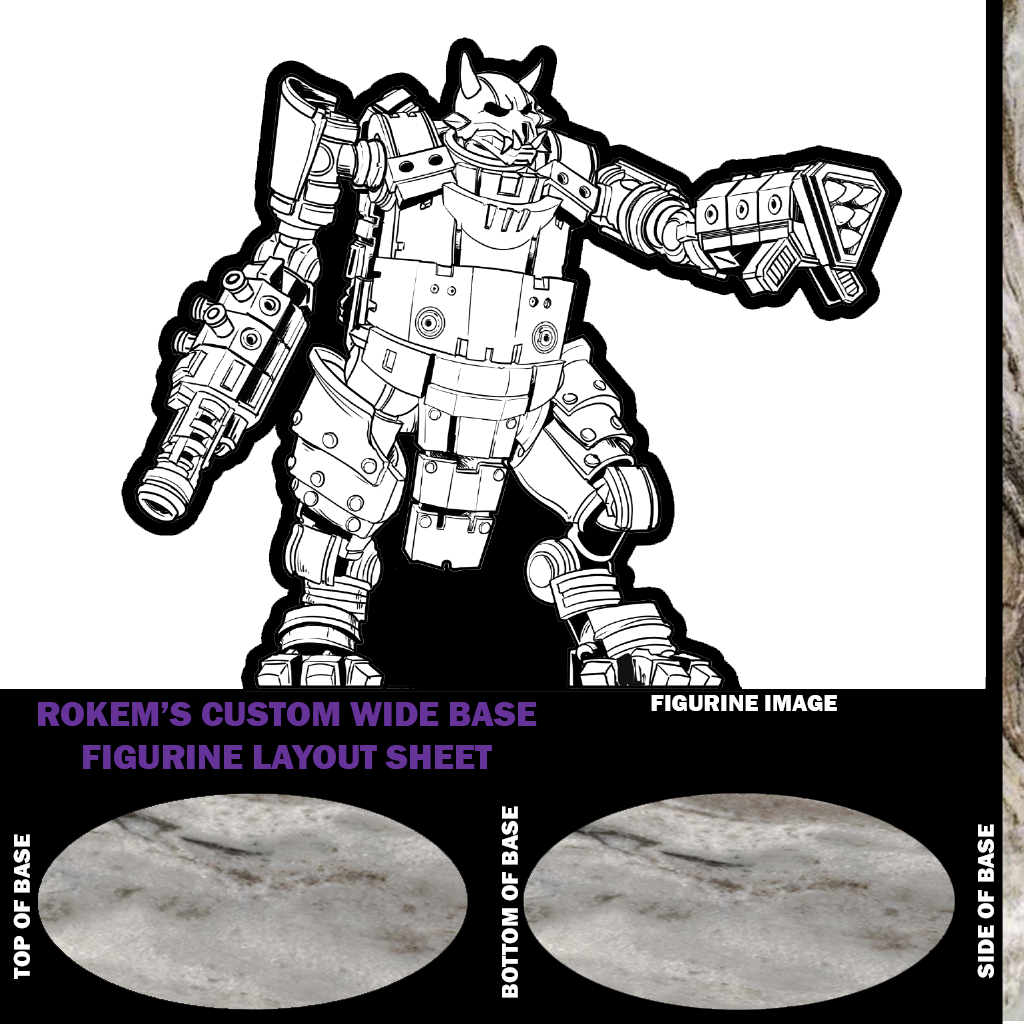 FIGURINE IMAGE
ROKEM’S CUSTOM WIDE BASE
FIGURINE LAYOUT SHEET
TOP OF BASE
BOTTOM OF BASE
SIDE OF BASE